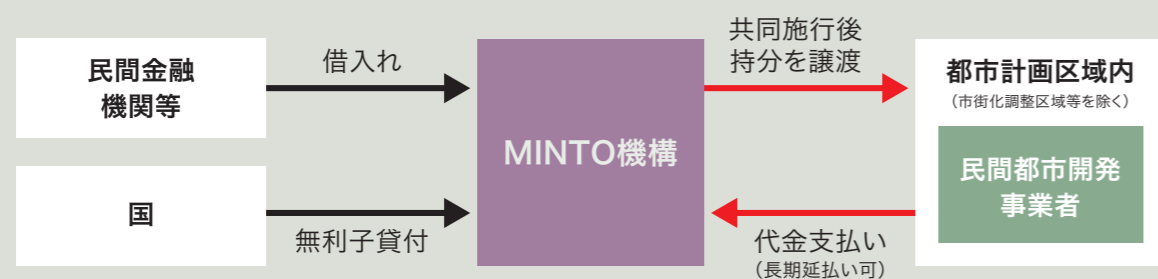 民間金融
機関等
借入れ
国
無利子貸付
MINTO機構
共同施行後
持分を譲渡
代金支払い
（長期延払い可）
都市計画区域内
（市街化調整区域等を除く）
民間都市開発
事業者